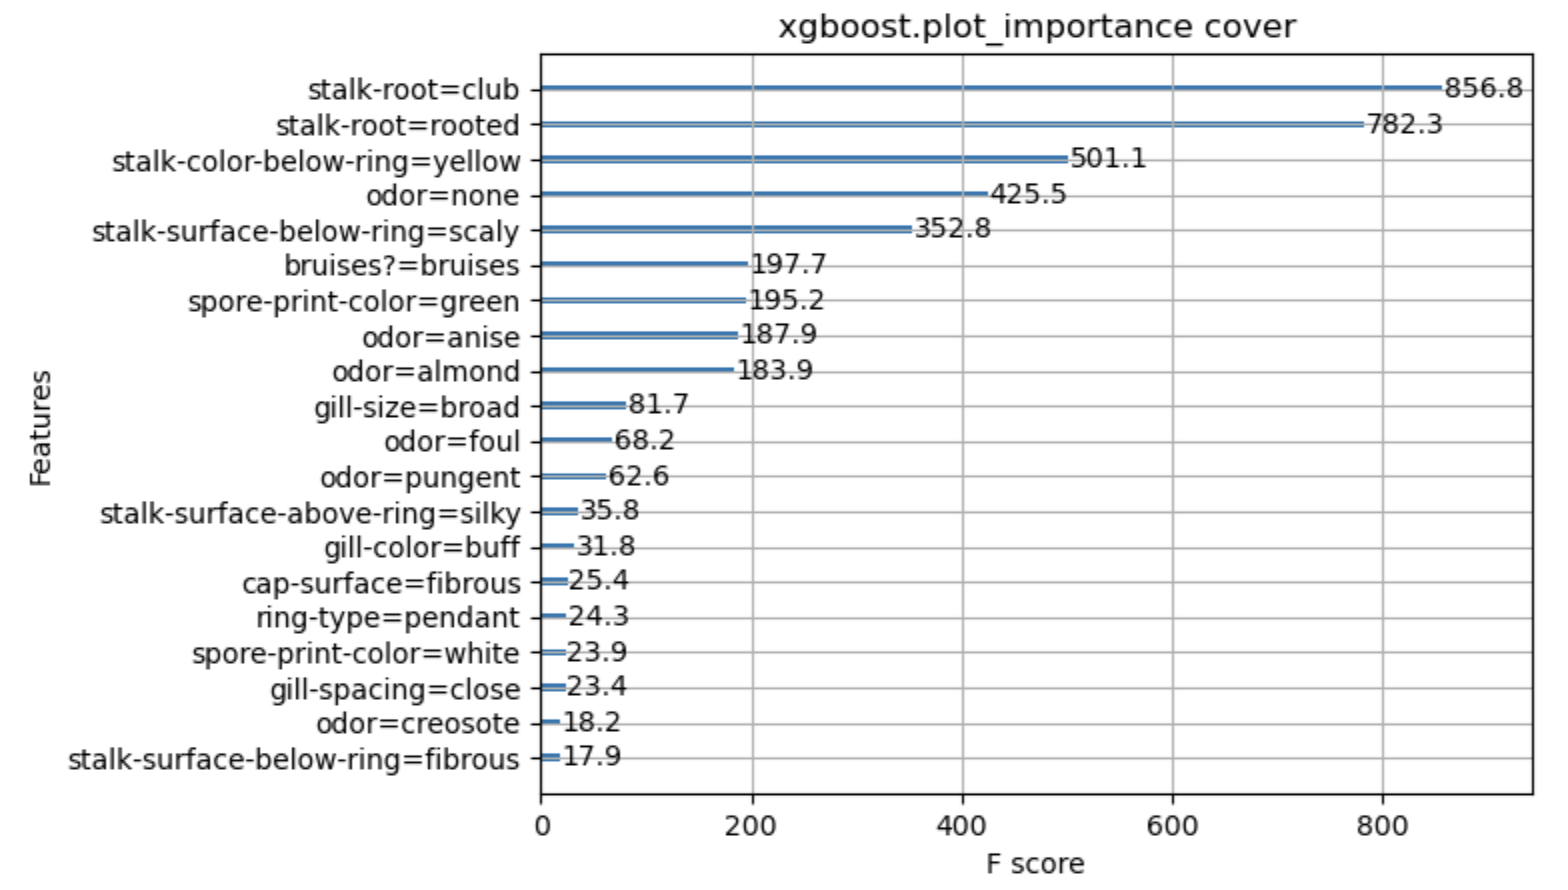 xgboost.plot_importance cover
stalk-root=club 856.8
stalk-root=rooted 782.3
stalk-color-below-ring=yellow 501.1
odor=none 425.5
stalk-surface-below-ring=scaly 352.8
bruises?=bruises 197.7
spore-print-color=green 195.2
odor=anise 187.9
odor=almond 183.9
gill-size=broad 81.7
odor=foul 68.2
odor=pungent 62.6
stalk-surface-above-ring=silky 35.8
gill-color=buff 31.8
cap-surface=fibrous 25.4
ring-type=pendant 24.3
spore-print-color=white 23.9
gill-spacing=close 23.4
odor=creosote 18.2
stalk-surface-below-ring=fibrous 17.9
Features
0 200 400 600 800
F score